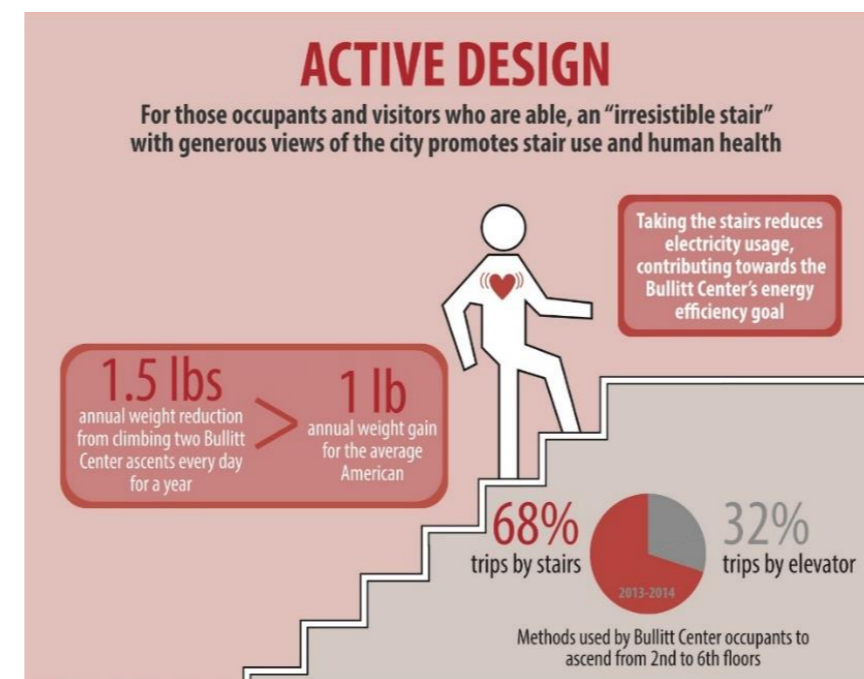 ACTIVE DESIGN
For those occupants and visitors who are able, an “irresistible stair”
with generous views of the city promotes stair use and human health
Taking the stairs reduces
electricity usage,
contributing towards the
Bullitt Center’s energy
efficiency goal
1.5 lbs
annual weight reduction
from climbing two Bullitt
Center ascents every day
for a year
>
1 lb
annual weight gain
for the average
American
68%
trips by stairs
2013-2014
32%
trips by elevator
Methods used by Bullitt Center occupants to
ascend from 2nd to 6th floors